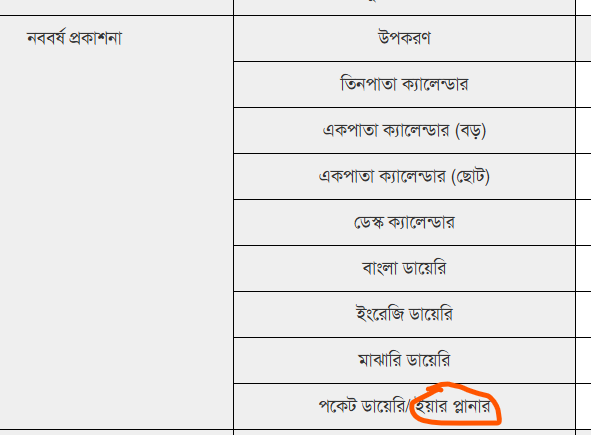 নববর্ষ প্রকাশনা
উপকরণ
তিনপাতা ক্যালেন্ডার
একপাতা ক্যালেন্ডার (বড়)
একপাতা ক্যালেন্ডার (ছোট)
ডেস্ক ক্যালেন্ডার
বাংলা ডায়েরি
ইংরেজি ডায়েরি
মাঝারি ডায়েরি
পকেট ডায়েরি/ ইয়ার প্লানার